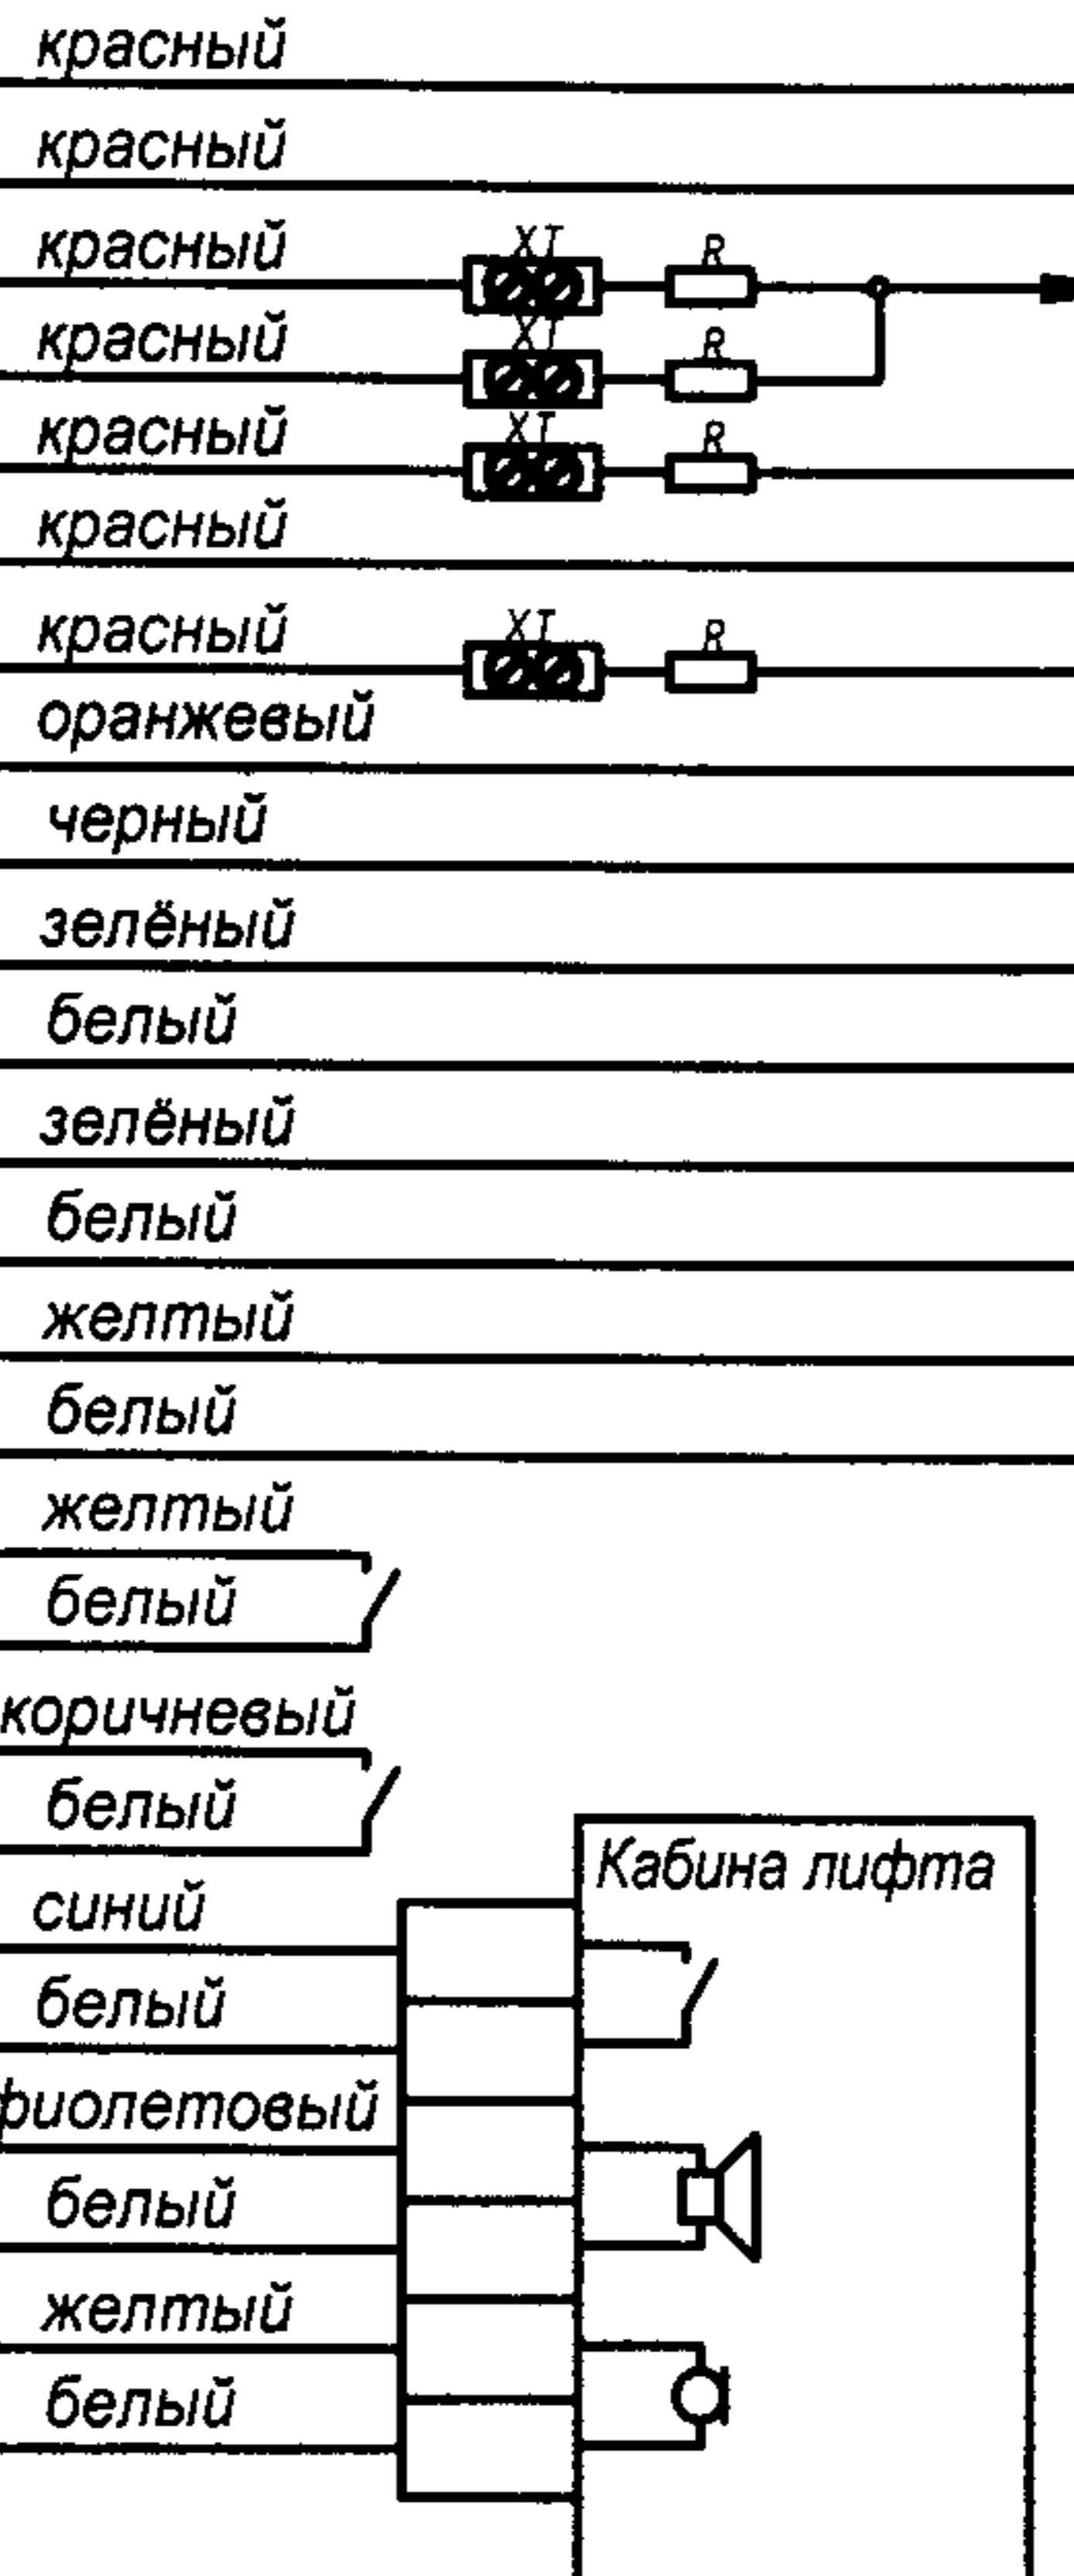 красный
красный
красный
XT R
красный
XT R
красный
XT R
красный
красный
XT R
оранжевый
черный
зелёный
белый
зелёный
белый
желтый
белый
желтый
белый
коричневый
белый
Кабина лифта
синий
белый
фиолетовый
белый
желтый
белый